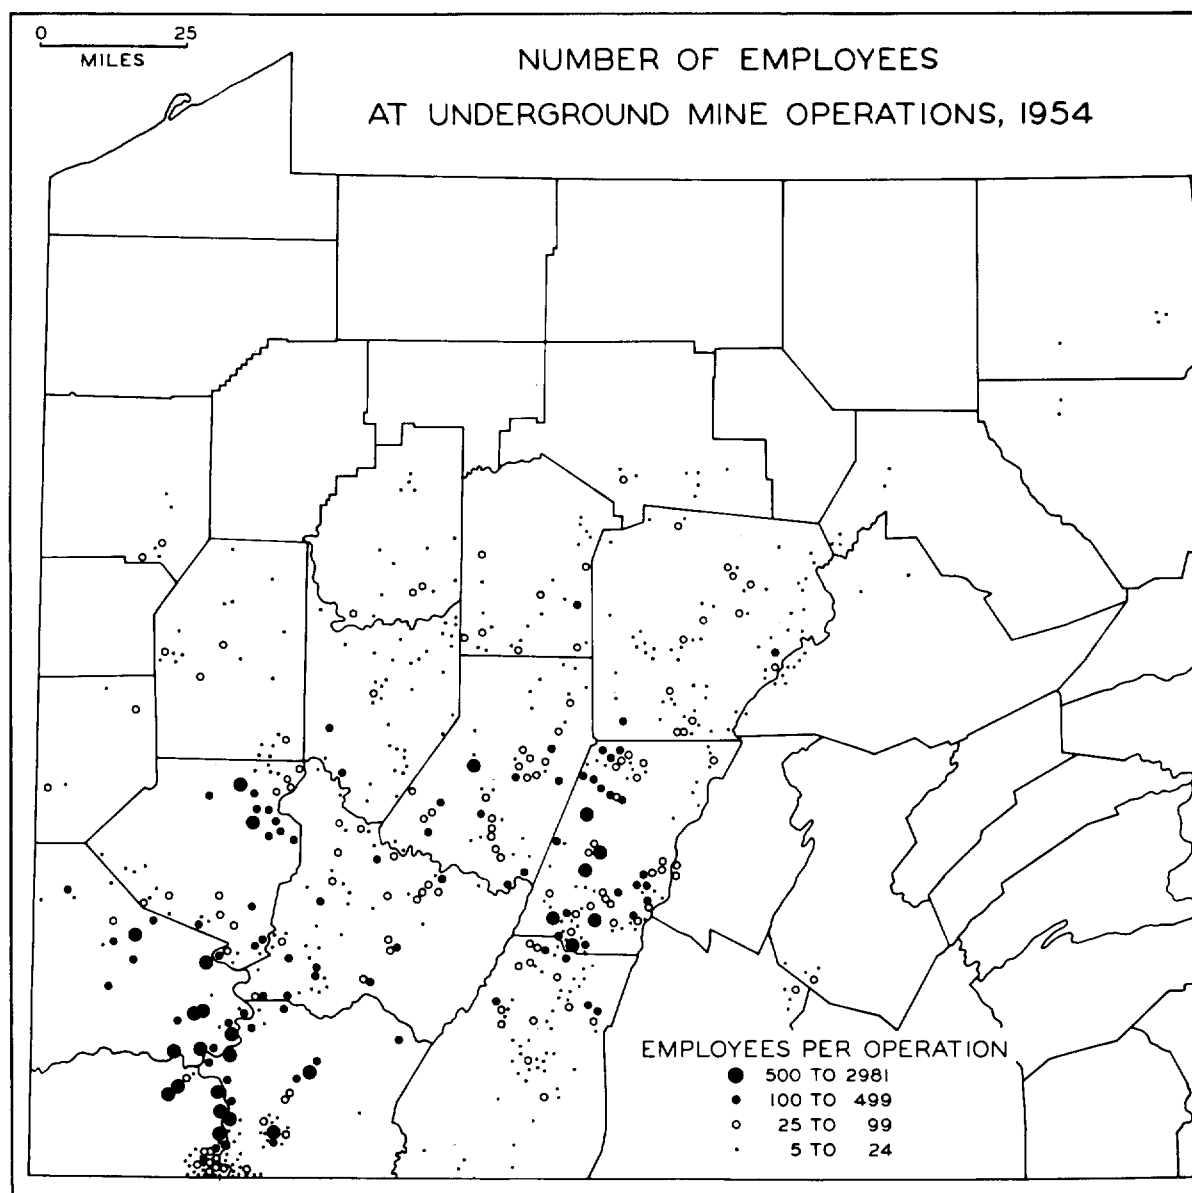 0 25
MILES
NUMBER OF EMPLOYEES
AT UNDERGROUND MINE OPERATIONS, 1954
EMPLOYEES PER OPERATION
500 TO 2981
100 TO 499
25 TO 99
5 TO 24